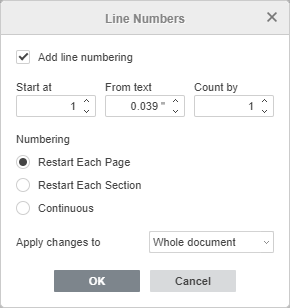 Line Numbers
Add line numbering
Start at From text Count by
1 0.039 " 1
Numbering
Restart Each Page
Restart Each Section
Continuous
Apply changes to Whole document
OK Cancel